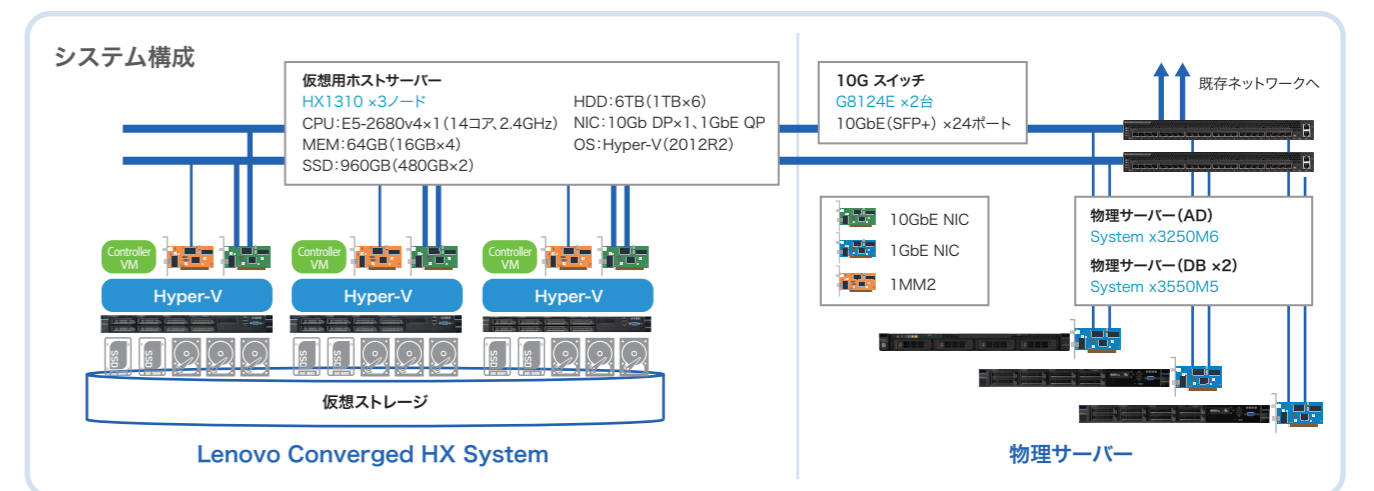 システム構成
仮想用ホストサーバー
HX1310 ×3ノード
CPU:E5-2680v4×1(14コア、2.4GHz)
MEM:64GB(16GB×4)
SSD:960GB(480GB×2)
HDD:6TB(1TB×6)
NIC:10Gb DP×1、1GbE QP
OS:Hyper-V(2012R2)
10G スイッチ
G8124E ×2台
10GbE(SFP+) ×24ポート
既存ネットワークへ
10GbE NIC
1GbE NIC
1MM2
物理サーバー(AD)
System x3250M6
物理サーバー(DB ×2)
System x3550M5
Controller
VM
Controller
VM
Controller
VM
Hyper-V
Hyper-V
Hyper-V
SSD
SSD
SSD
SSD
SSD
SSD
仮想ストレージ
Lenovo Converged HX System
物理サーバー